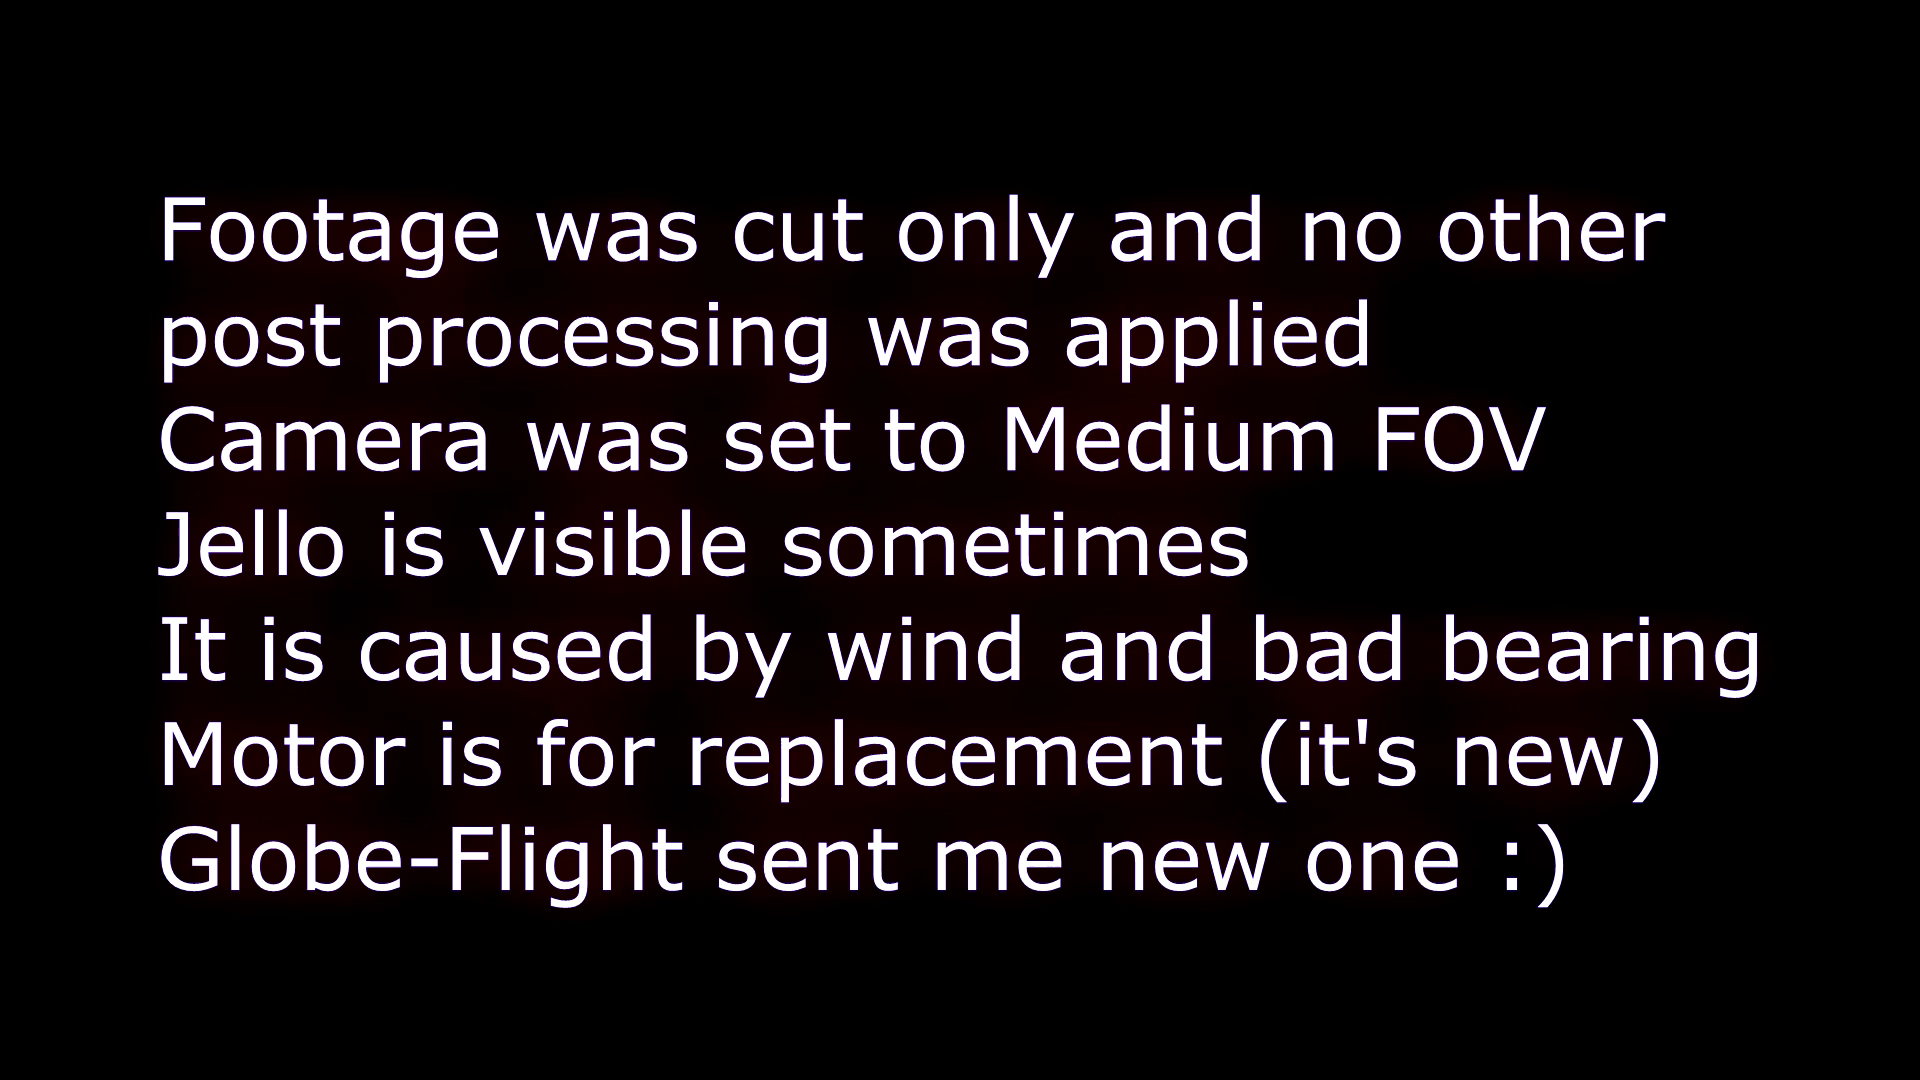 Footage was cut only and no other
post processing was applied
Camera was set to Medium FOV
Jello is visible sometimes
It is caused by wind and bad bearing
Motor is for replacement (it's new)
Globe-Flight sent me new one :)